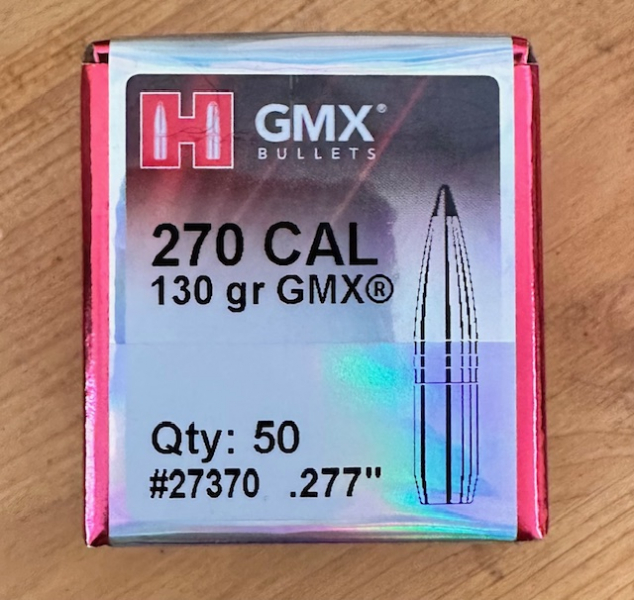 H GMX®
BULLETS
270 CAL
130 gr GMX®
Qty: 50
#27370 .277"